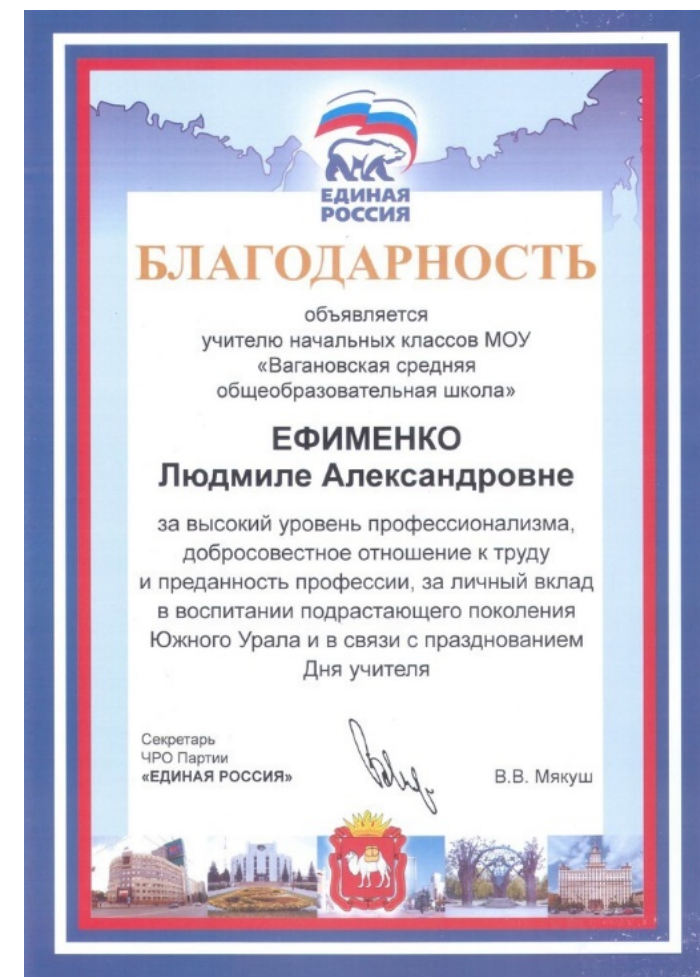 ЕДИНАЯ
РОССИЯ
БЛАГОДАРНОСТЬ
объявляется
учителю начальных классов МОУ
«Вагановская средняя
общеобразовательная школа»
ЕФИМЕНКО
Людмиле Александровне
за высокий уровень профессионализма,
добросовестное отношение к труду
и преданность профессии, за личный вклад
в воспитании подрастающего поколения
Южного Урала и в связи с празднованием
Дня учителя
Секретарь
ЧРО Партии
«ЕДИНАЯ РОССИЯ»
В.В. Мякуш